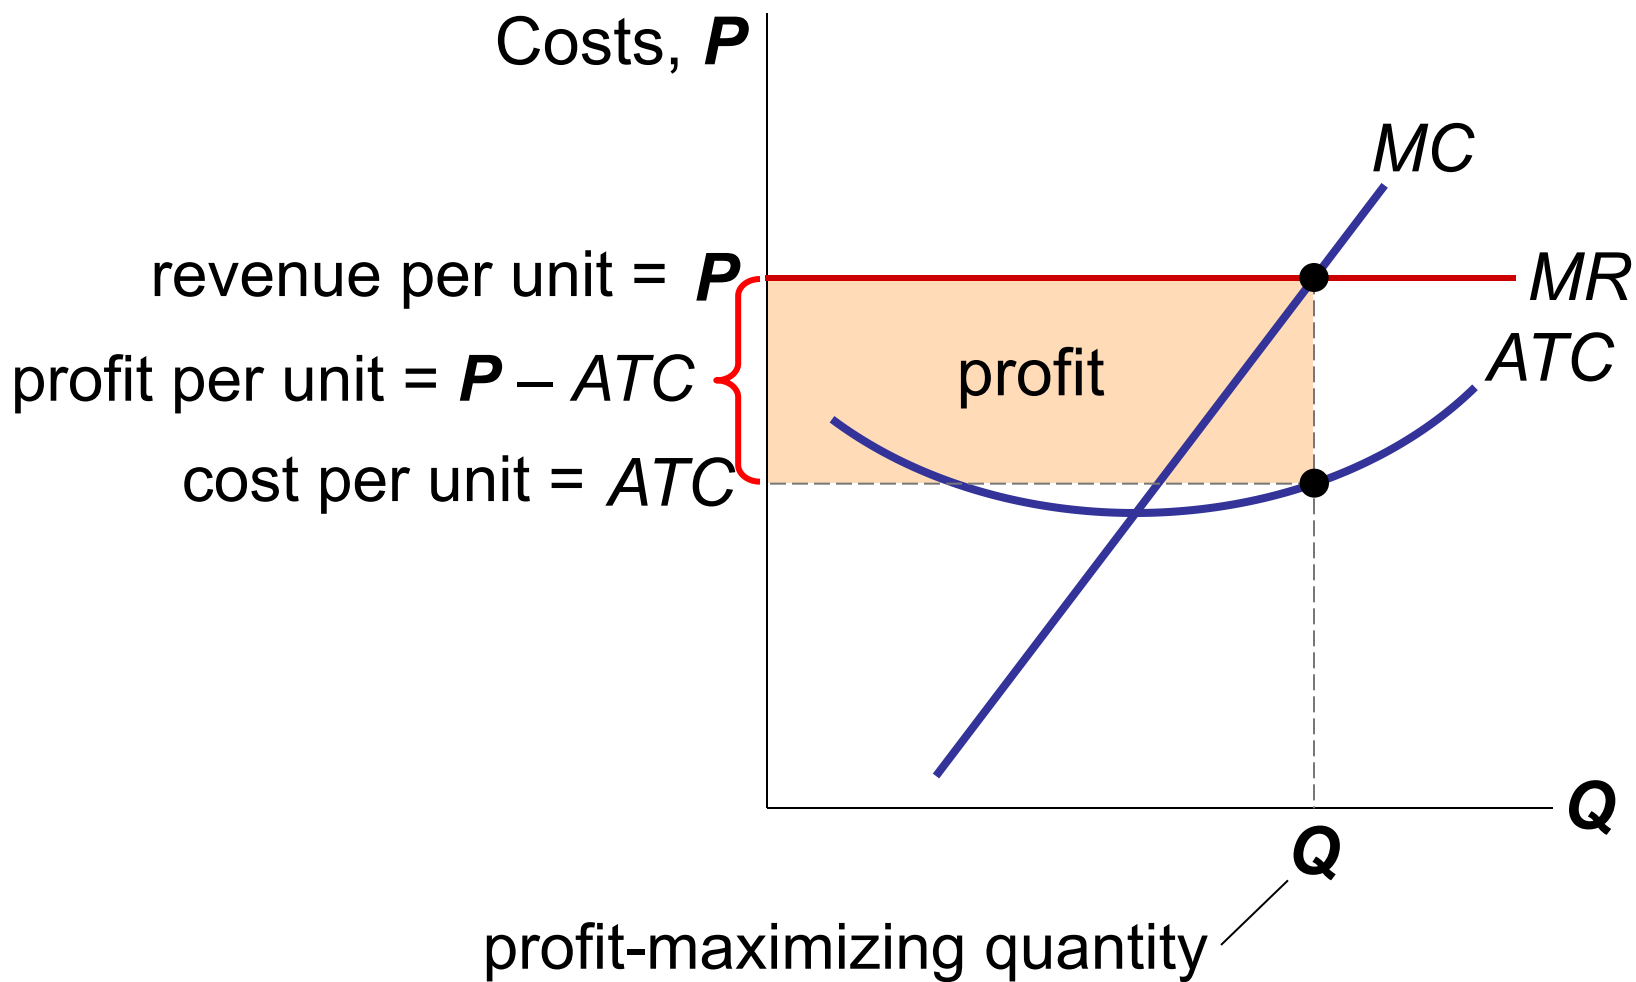 Costs, P
MC
revenue per unit = P
MR
profit per unit = P – ATC
profit
ATC
cost per unit = ATC
Q
Q
profit-maximizing quantity